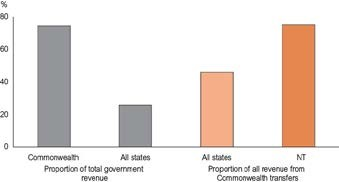 %
80
60
40
20
0
Commonwealth All states All states NT
Proportion of total government Proportion of all revenue from
revenue Commonwealth transfers